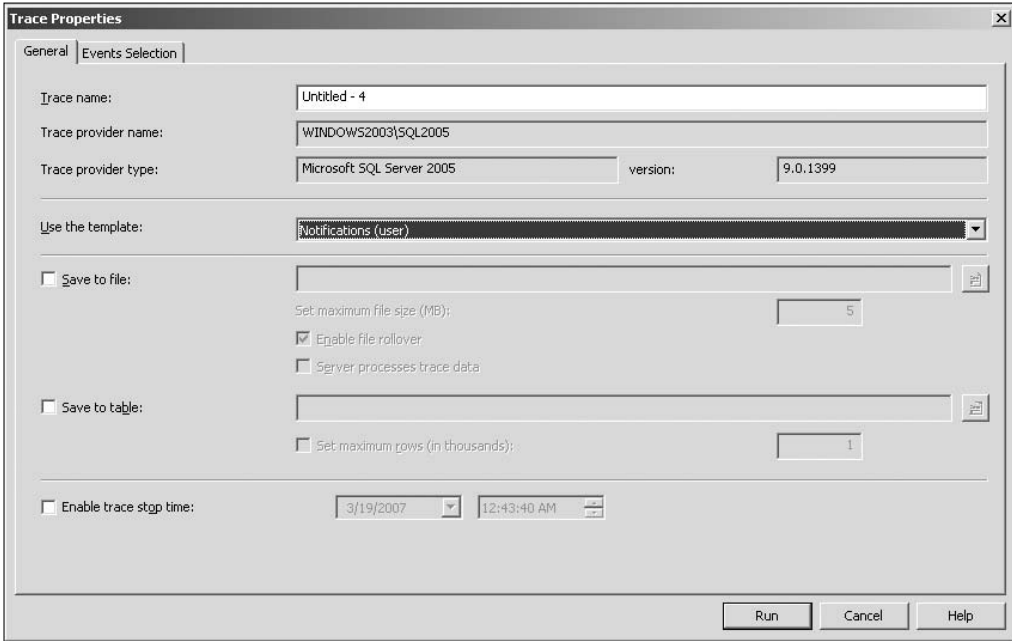 Trace Properties
General Events Selection
Trace name: Untitled - 4
Trace provider name: WINDOWS2003\SQL2005
Trace provider type: Microsoft SQL Server 2005 version: 9.0.1399
Use the template: Notifications (user)
Save to file:
Set maximum file size (MB): 5
Enable file rollover
Server processes trace data
Save to table:
Set maximum rows (in thousands): 1
Enable trace stop time: 3/19/2007 12:43:40 AM
Run Cancel Help